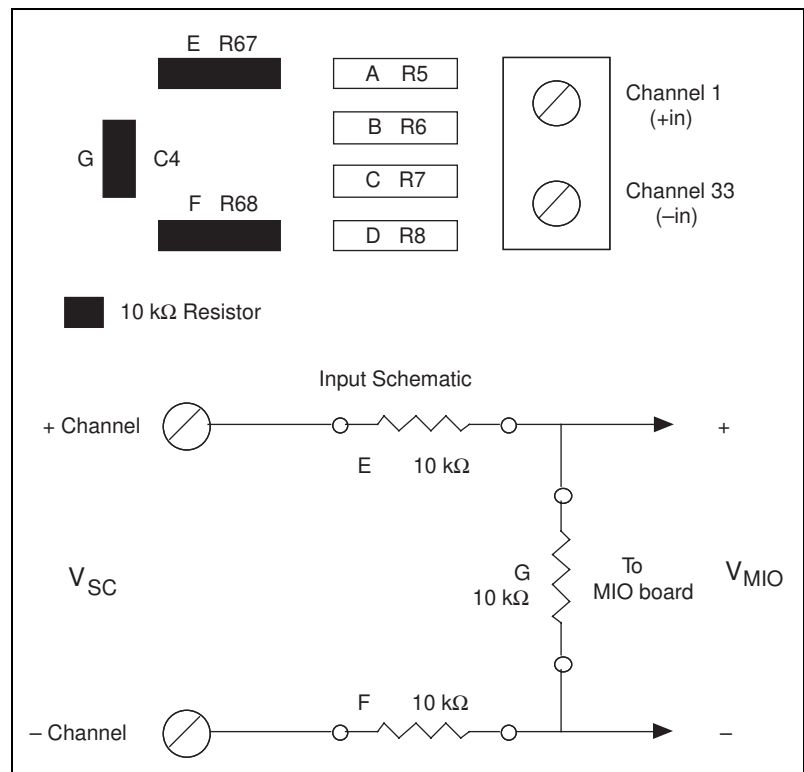 E R67
A R5
Channel 1
(+in)
B R6
G C4
C R7
F R68
Channel 33
(–in)
D R8
10 kΩ Resistor
Input Schematic
+ Channel
+
E 10 kΩ
V_SC
G
10 kΩ
To
MIO board
V_MIO
F 10 kΩ
– Channel
–